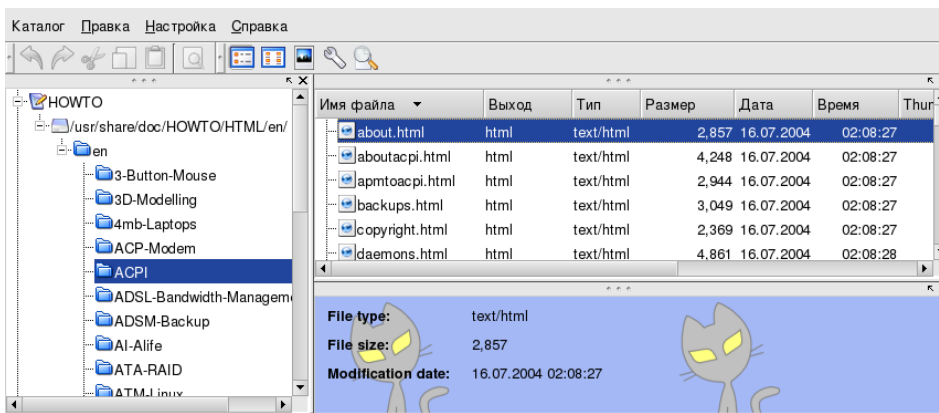 Каталог Правка Настройка Справка
HOWTO
/usr/share/doc/HOWTO/HTML/en/
en
3-Button-Mouse
3D-Modelling
4mb-Laptops
ACP-Modem
ACPI
ADSL-Bandwidth-Managem
ADSM-Backup
AI-Alife
ATA-RAID
ATM-Linux
Имя файла Выход Тип Размер Дата Время Thum
about.html html text/html 2,857 16.07.2004 02:08:27
aboutacpi.html html text/html 4,248 16.07.2004 02:08:27
apmtoacpi.html html text/html 2,944 16.07.2004 02:08:27
backups.html html text/html 3,049 16.07.2004 02:08:27
copyright.html html text/html 2,369 16.07.2004 02:08:27
daemons.html html text/html 4,861 16.07.2004 02:08:28
File type: text/html
File size: 2,857
Modification date: 16.07.2004 02:08:27